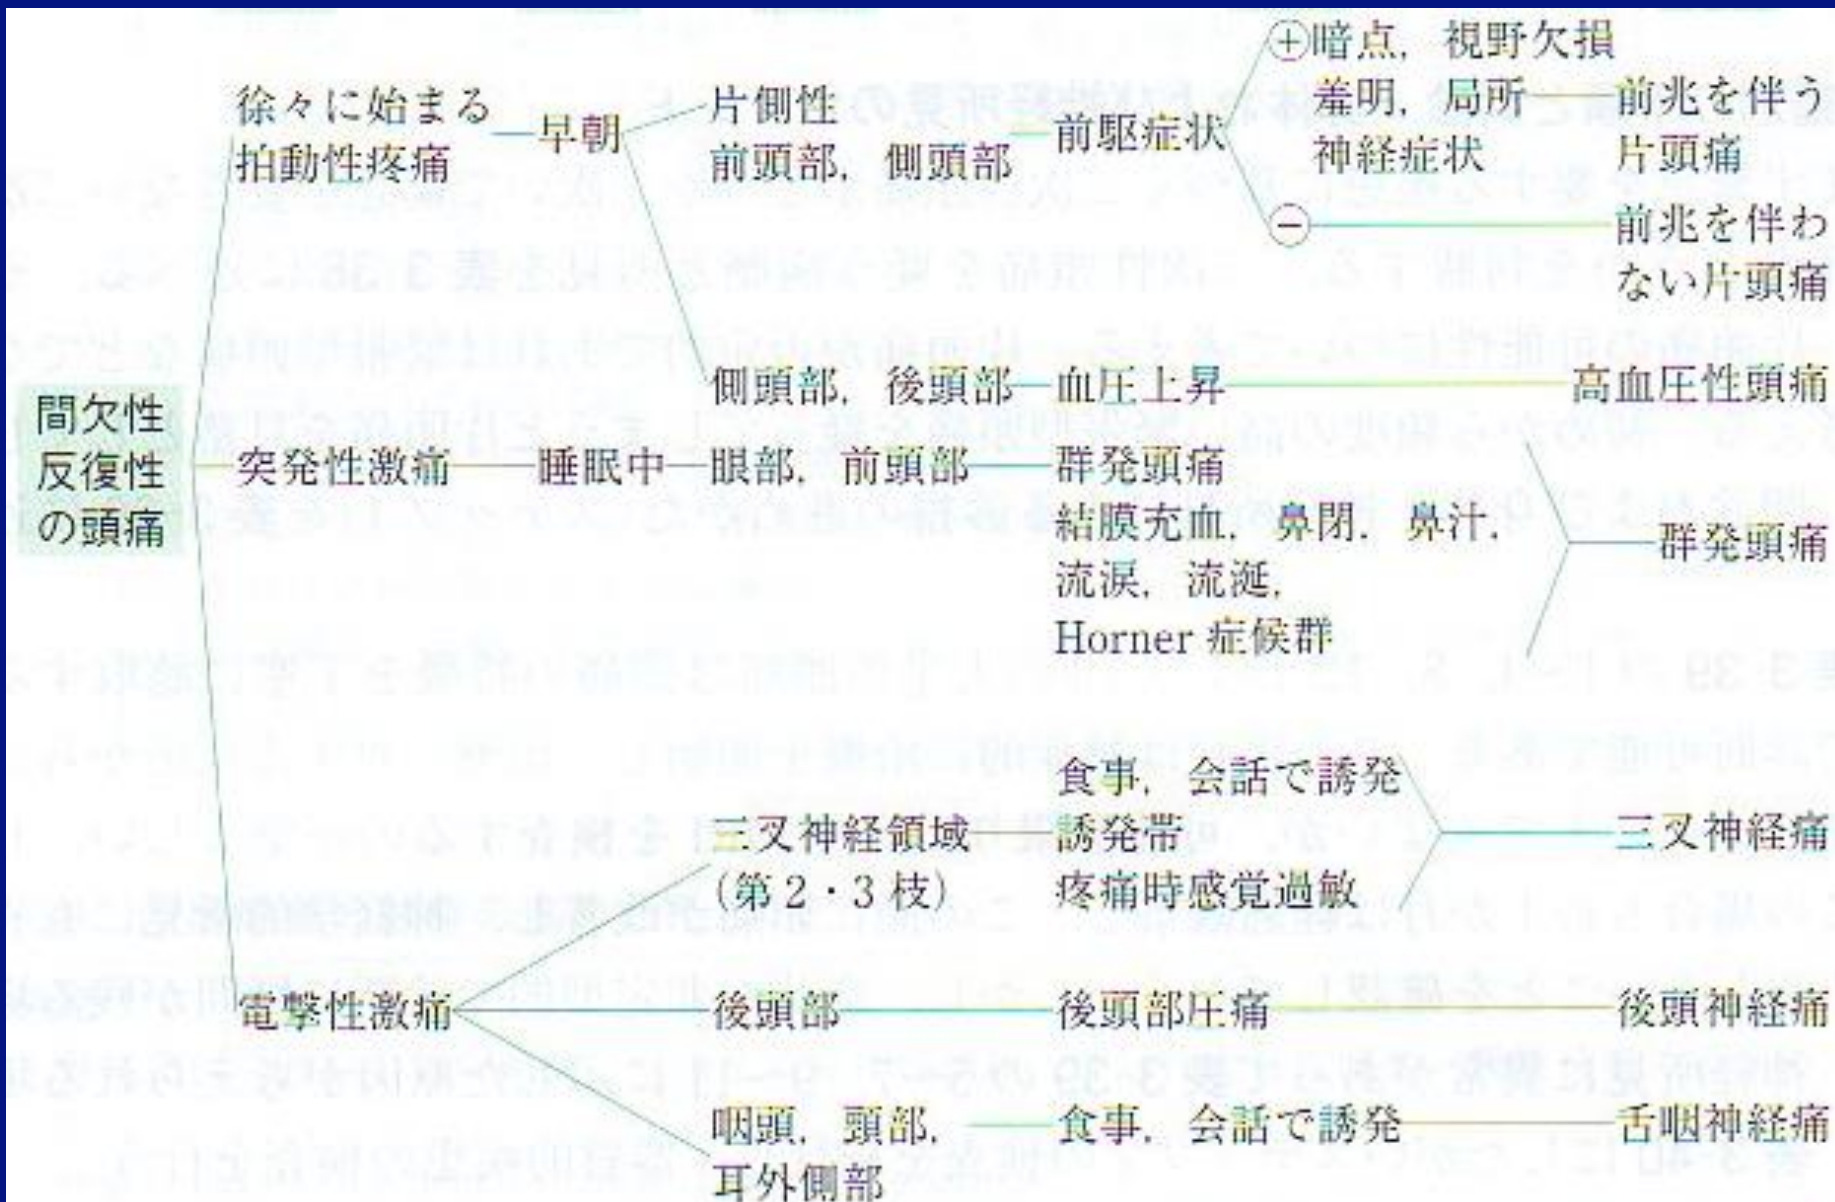 間欠性
反復性
の頭痛
徐々に始まる
拍動性疼痛
早朝
片側性
前頭部，側頭部
前駆症状
⊕暗点，視野欠損
羞明，局所
神経症状
前兆を伴う
片頭痛
⊖
前兆を伴わ
ない片頭痛
側頭部，後頭部
血圧上昇
高血圧性頭痛
突発性激痛
睡眠中
眼部，前頭部
群発頭痛
結膜充血，鼻閉，鼻汁，
流涙，流涎，
Horner 症候群
群発頭痛
電撃性激痛
三叉神経領域
（第２・３枝）
食事，会話で誘発
誘発帯
疼痛時感覚過敏
三叉神経痛
後頭部
後頭部圧痛
後頭神経痛
咽頭，頸部，
耳外側部
食事，会話で誘発
舌咽神経痛